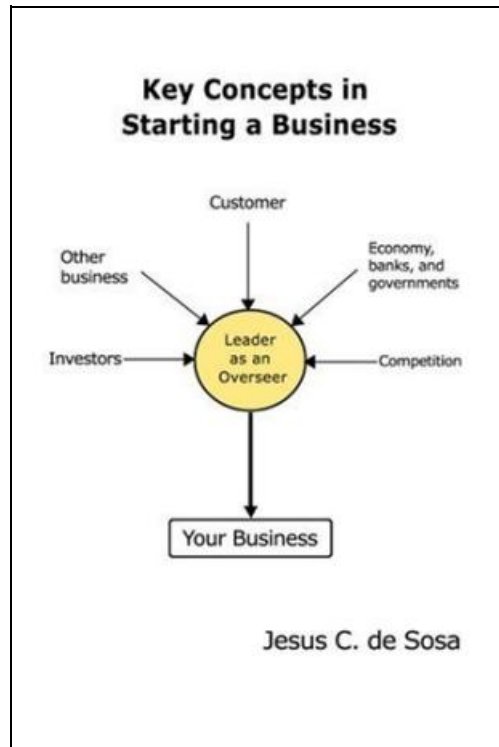 Key Concepts in
Starting a Business
Customer
Other
business
Economy,
banks, and
governments
Investors
Leader
as an
Overseer
Competition
Your Business
Jesus C. de Sosa